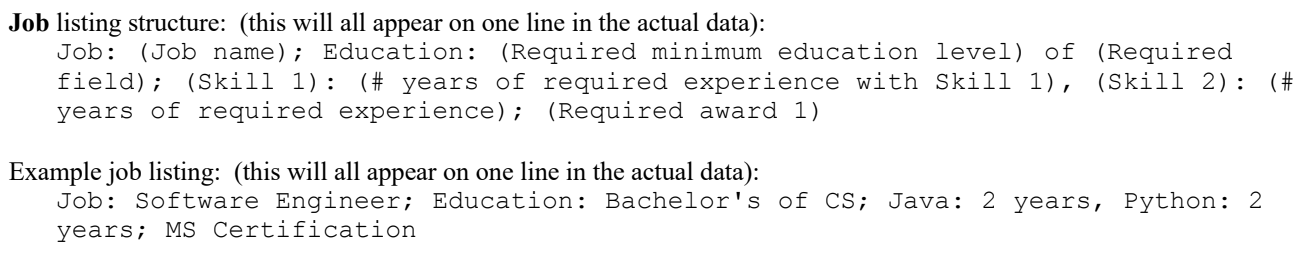 Job listing structure: (this will all appear on one line in the actual data):
Job: (Job name); Education: (Required minimum education level) of (Required
field); (Skill 1): (# years of required experience with Skill 1), (Skill 2): (#
years of required experience); (Required award 1)
Example job listing: (this will all appear on one line in the actual data):
Job: Software Engineer; Education: Bachelor's of CS; Java: 2 years, Python: 2
years; MS Certification